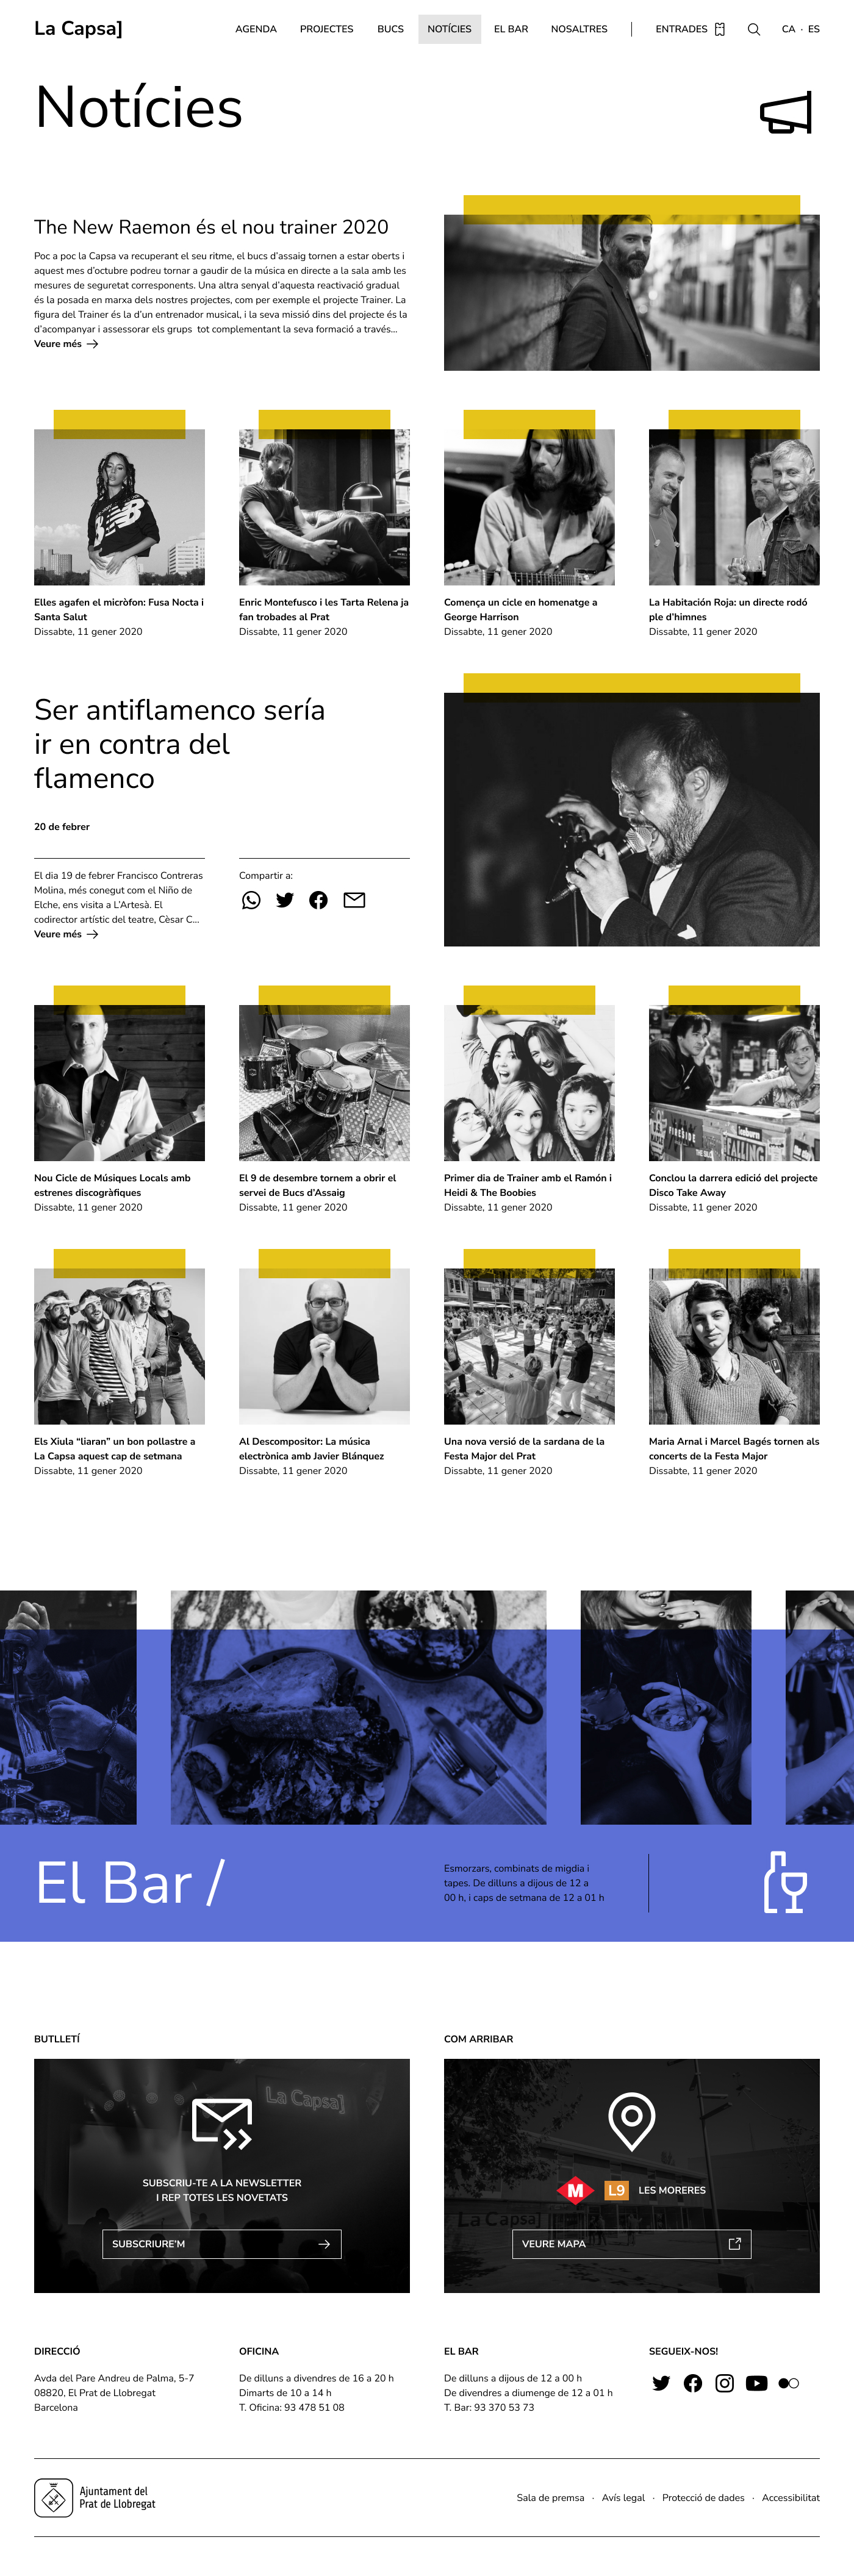 La Capsa]
AGENDA PROJECTES BUCS NOTÍCIES EL BAR NOSALTRES ENTRADES CA · ES
Notícies
The New Raemon és el nou trainer 2020
Poc a poc la Capsa va recuperant el seu ritme, el bucs d'assaig tornen a estar oberts i
aquest mes d'octubre podreu tornar a gaudir de la música en directe a la sala amb les
mesures de seguretat corresponents. Una altra senyal d'aquesta reactivació gradual
és la posada en marxa dels nostres projectes, com per exemple el projecte Trainer. La
figura del Trainer és la d'un entrenador musical, i la seva missió dins del projecte és la
d'acompanyar i assessorar els grups tot complementant la seva formació a través...
Veure més
Elles agafen el micròfon: Fusa Nocta i
Santa Salut
Dissabte, 11 gener 2020
Enric Montefusco i les Tarta Relena ja
fan trobades al Prat
Dissabte, 11 gener 2020
Comença un cicle en homenatge a
George Harrison
Dissabte, 11 gener 2020
La Habitación Roja: un directe rodó
ple d'himnes
Dissabte, 11 gener 2020
Ser antiflamenco sería
ir en contra del
flamenco
20 de febrer
El dia 19 de febrer Francisco Contreras
Molina, més conegut com el Niño de
Elche, ens visita a L'Artesà. El
codirector artístic del teatre, Cèsar C...
Veure més
Compartir a:
Nou Cicle de Músiques Locals amb
estrenes discogràfiques
Dissabte, 11 gener 2020
El 9 de desembre tornem a obrir el
servei de Bucs d'Assaig
Dissabte, 11 gener 2020
Primer dia de Trainer amb el Ramón i
Heidi & The Boobies
Dissabte, 11 gener 2020
Conclou la darrera edició del projecte
Disco Take Away
Dissabte, 11 gener 2020
Els Xiula “liaran” un bon pollastre a
La Capsa aquest cap de setmana
Dissabte, 11 gener 2020
Al Descompositor: La música
electrònica amb Javier Blánquez
Dissabte, 11 gener 2020
Una nova versió de la sardana de la
Festa Major del Prat
Dissabte, 11 gener 2020
Maria Arnal i Marcel Bagés tornen als
concerts de la Festa Major
Dissabte, 11 gener 2020
El Bar /
Esmorzars, combinats de migdia i
tapes. De dilluns a dijous de 12 a
00 h, i caps de setmana de 12 a 01 h
BUTLLETÍ
La Capsa]
SUBSCRIU-TE A LA NEWSLETTER
I REP TOTES LES NOVETATS
SUBSCRIURE'M
COM ARRIBAR
M L9 LES MORERES
La Capsa]
VEURE MAPA
DIRECCIÓ
Avda del Pare Andreu de Palma, 5-7
08820, El Prat de Llobregat
Barcelona
OFICINA
De dilluns a divendres de 16 a 20 h
Dimarts de 10 a 14 h
T. Oficina: 93 478 51 08
EL BAR
De dilluns a dijous de 12 a 00 h
De divendres a diumenge de 12 a 01 h
T. Bar: 93 370 53 73
SEGUEIX-NOS!
Ajuntament del
Prat de Llobregat
Sala de premsa · Avís legal · Protecció de dades · Accessibilitat